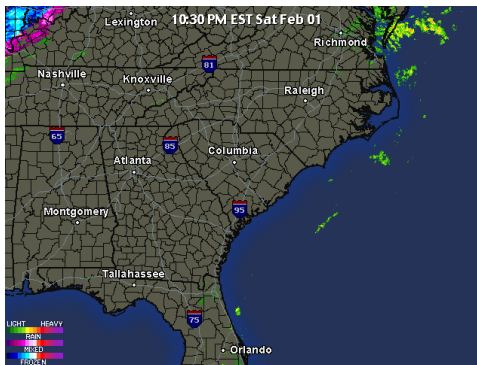 10:30 PM EST Sat Feb 01
Lexington
Richmond
81
Nashville
Knoxville
Raleigh
65
85
Columbia
Atlanta
95
Montgomery
Tallahassee
75
LIGHT HEAVY
RAIN
MIXED
FROZEN
Orlando